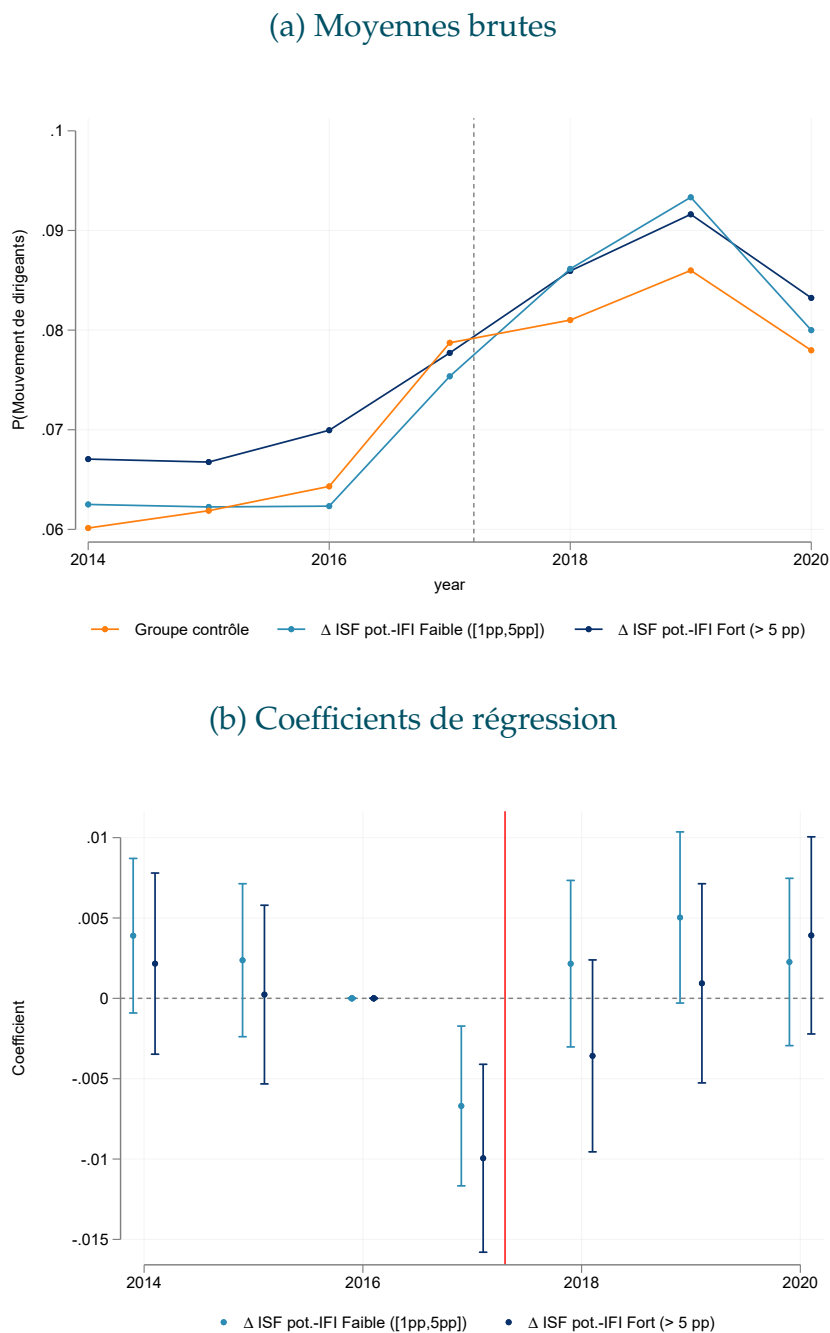 (a) Moyennes brutes
.1
.09
.08
.07
.06
P(Mouvement de dirigeants)
2014
2016
2018
2020
year
Groupe contrôle
Δ ISF pot.-IFI Faible ([1pp,5pp])
Δ ISF pot.-IFI Fort (> 5 pp)
(b) Coefficients de régression
.01
.005
0
-.005
-.01
-.015
Coefficient
2014
2016
2018
2020
Δ ISF pot.-IFI Faible ([1pp,5pp])
Δ ISF pot.-IFI Fort (> 5 pp)